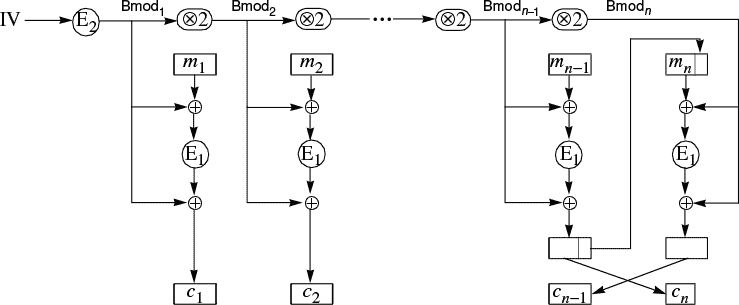 IV E₂ Bmod₁ ⊗2 Bmod₂ ⊗2 ... ⊗2 Bmodₙ₋₁ ⊗2 Bmodₙ
m₁ m₂ mₙ₋₁ mₙ
⊕ ⊕ ⊕ ⊕
E₁ E₁ E₁ E₁
⊕ ⊕ ⊕ ⊕
c₁ c₂ cₙ₋₁ cₙ